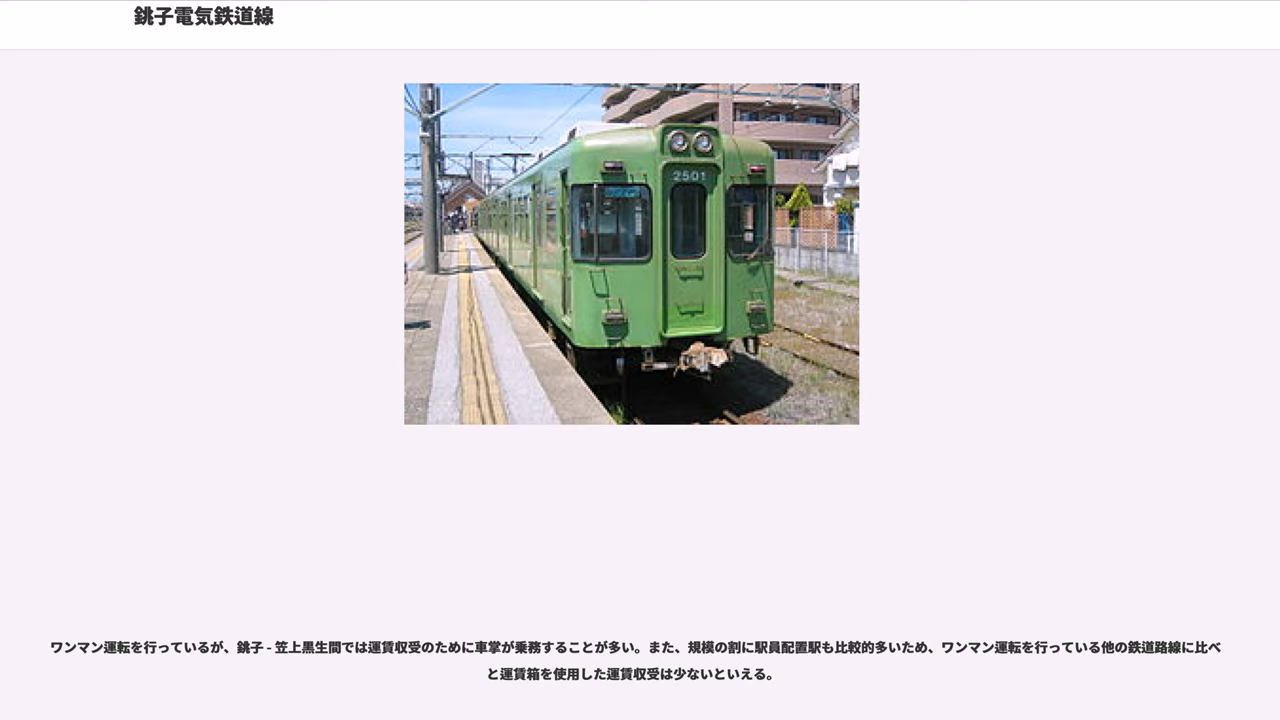 銚子電気鉄道線
2501
ワンマン運転を行っているが、銚子 - 笠上黒生間では運賃収受のために車掌が乗務することが多い。また、規模の割に駅員配置駅も比較的多いため、ワンマン運転を行っている他の鉄道路線に比べ
と運賃箱を使用した運賃収受は少ないといえる。